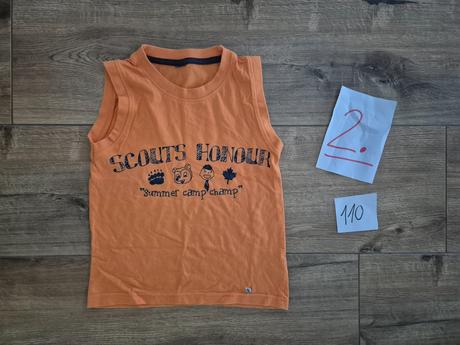 SCOUTS HONOUR
"Summer camp champ"
2.
110